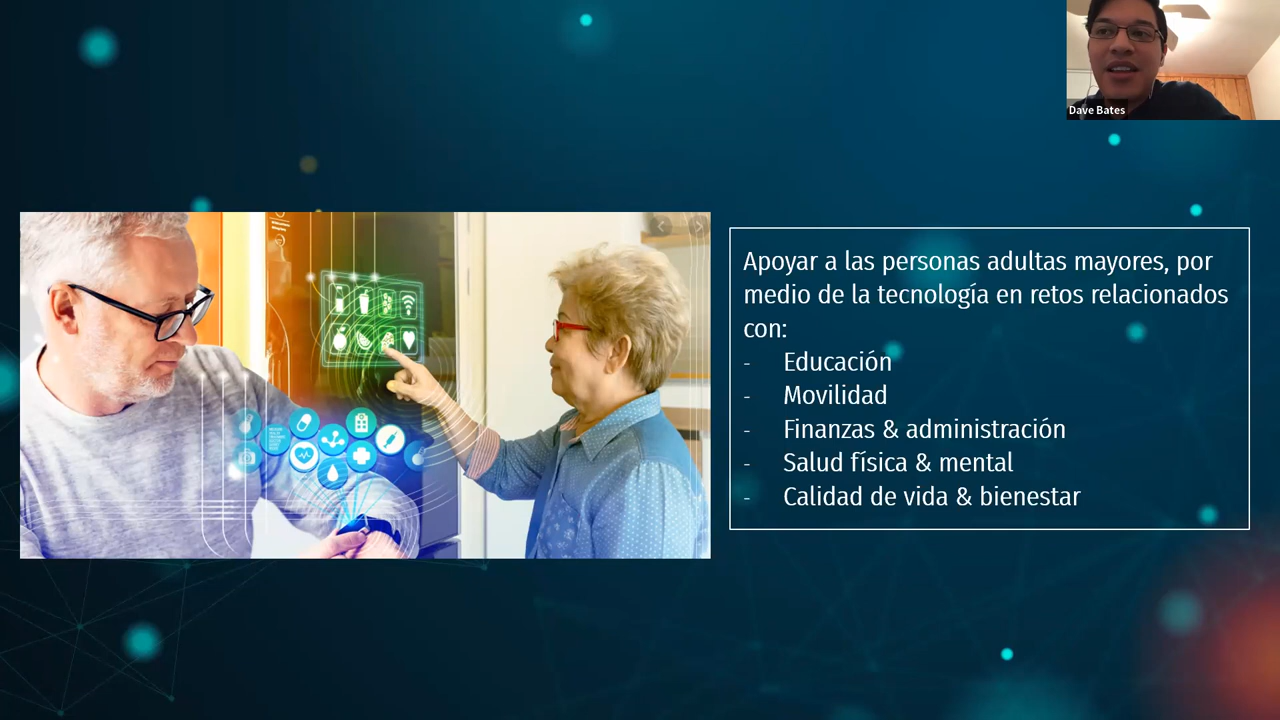 Dave Bates
Apoyar a las personas adultas mayores, por
medio de la tecnología en retos relacionados
con:
- Educación
- Movilidad
- Finanzas & administración
- Salud física & mental
- Calidad de vida & bienestar